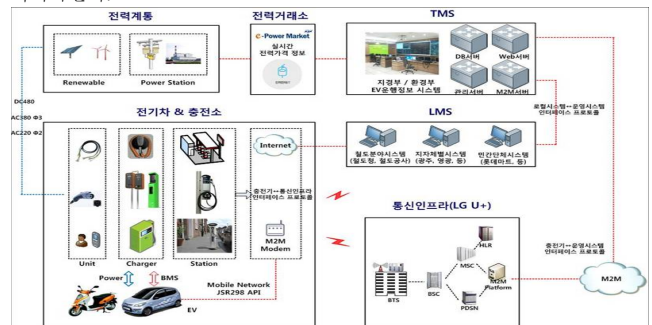 전력계통
전력거래소
TMS
Renewable
Power Station
e-Power Market
실시간
전력가격 정보
지경부 / 환경부
EV운행정보 시스템
DB서버
Web서버
관리서버
M2M서버
DC480
AC380 Φ3
AC220 Φ2
로컬시스템↔운영시스템
인터페이스 프로토콜
전기차 & 충전소
LMS
Internet
철도분야시스템
(철도청, 철도공사)
지자체별시스템
(광주, 영광, 등)
민간단체시스템
(롯데마트, 등)
충전기↔통신인프라
인터페이스 프로토콜
M2M
Modem
Unit
Charger
Station
통신인프라(LG U+)
HLR
MSC
BTS
BSC
M2M
Platform
PDSN
충전기↔운영시스템
인터페이스 프로토콜
M2M
Power
BMS
Mobile Network
JSR298 API
EV